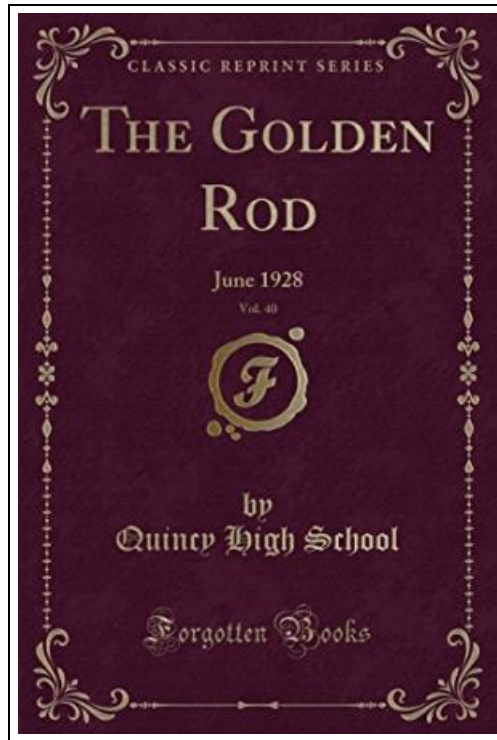 CLASSIC REPRINT SERIES
THE GOLDEN
ROD
June 1928
Vol. 40
F
by
Quincy High School
Forgotten Books